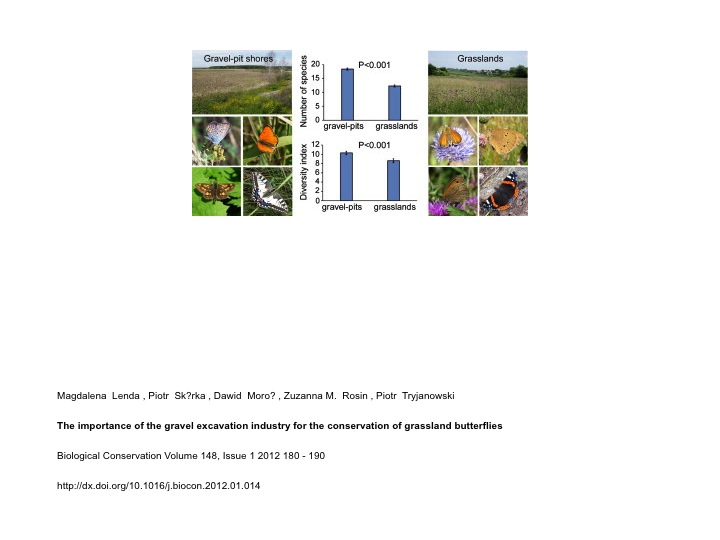 Gravel-pit shores
Grasslands
Number of species
20
15
10
5
0
P<0.001
gravel-pits grasslands
Diversity index
12
10
8
6
4
2
0
P<0.001
gravel-pits grasslands
Magdalena Lenda , Piotr Sk?rka , Dawid Moro? , Zuzanna M. Rosin , Piotr Tryjanowski
The importance of the gravel excavation industry for the conservation of grassland butterflies
Biological Conservation Volume 148, Issue 1 2012 180 - 190
http://dx.doi.org/10.1016/j.biocon.2012.01.014